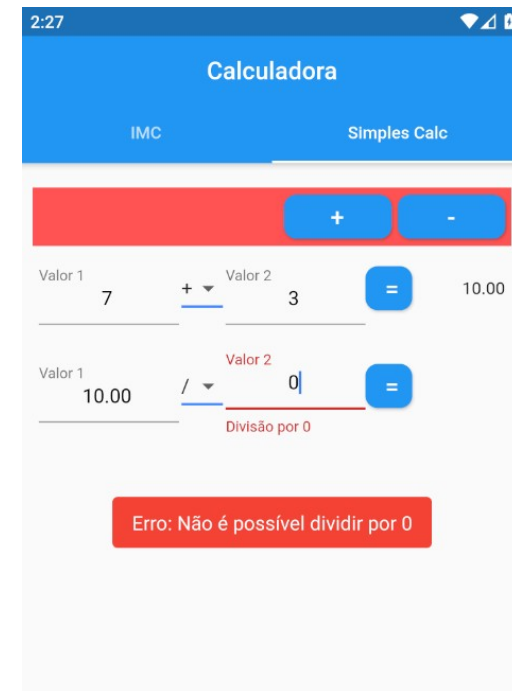 2:27
Calculadora
IMC Simples Calc
+ -
Valor 1 Valor 2
7 + 3 = 10.00
Valor 1 Valor 2
10.00 / 0 =
Divisão por 0
Erro: Não é possível dividir por 0